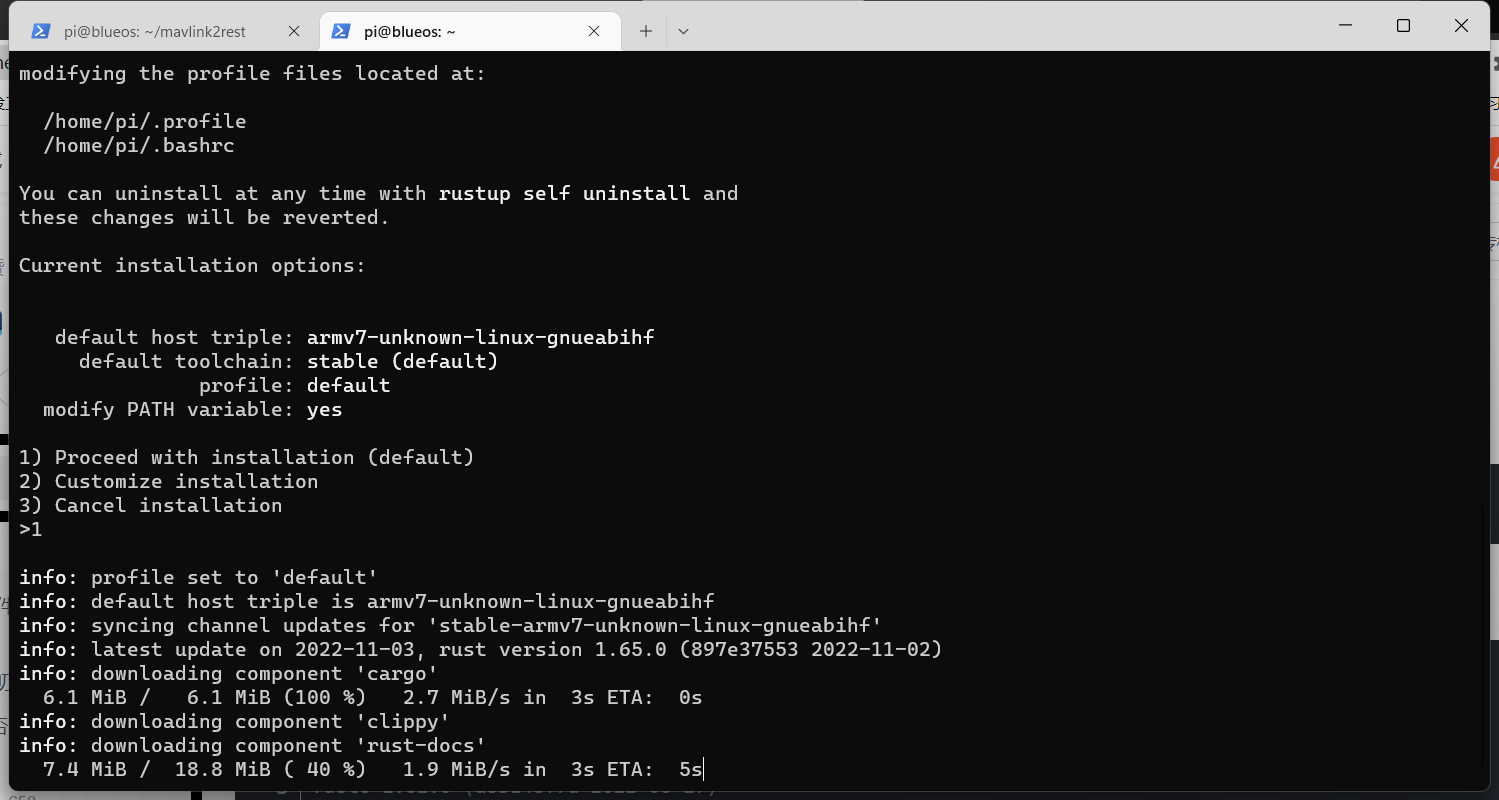 pi@blueos: ~/mavlink2rest
pi@blueos: ~
modifying the profile files located at:
/home/pi/.profile
/home/pi/.bashrc
You can uninstall at any time with rustup self uninstall and
these changes will be reverted.
Current installation options:
default host triple: armv7-unknown-linux-gnueabihf
default toolchain: stable (default)
profile: default
modify PATH variable: yes
1) Proceed with installation (default)
2) Customize installation
3) Cancel installation
>1
info: profile set to 'default'
info: default host triple is armv7-unknown-linux-gnueabihf
info: syncing channel updates for 'stable-armv7-unknown-linux-gnueabihf'
info: latest update on 2022-11-03, rust version 1.65.0 (897e37553 2022-11-02)
info: downloading component 'cargo'
6.1 MiB /   6.1 MiB (100 %)   2.7 MiB/s in  3s ETA:  0s
info: downloading component 'clippy'
info: downloading component 'rust-docs'
7.4 MiB /  18.8 MiB ( 40 %)   1.9 MiB/s in  3s ETA:  5s